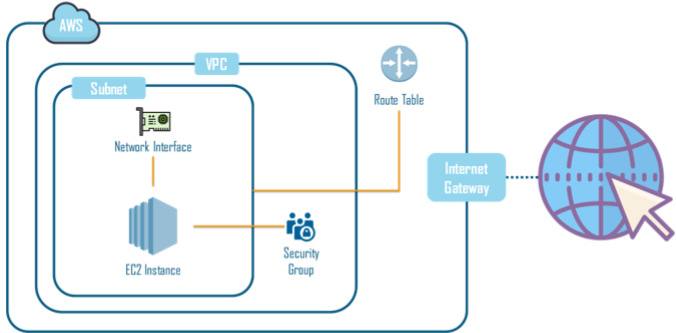 AWS
VPC
Subnet
Route Table
Network Interface
Internet
Gateway
EC2 Instance
Security
Group